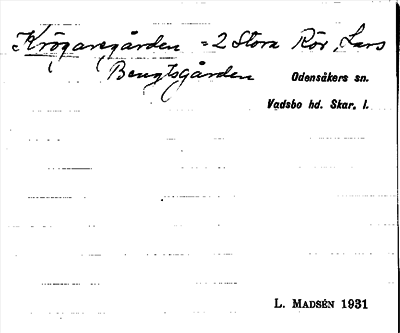 Krögaregården = 2 Stora Rör, Lars
Bengtsgården
Odensåkers sn.
Vadsbo hd. Skar. l.
L. MADSÉN 1931